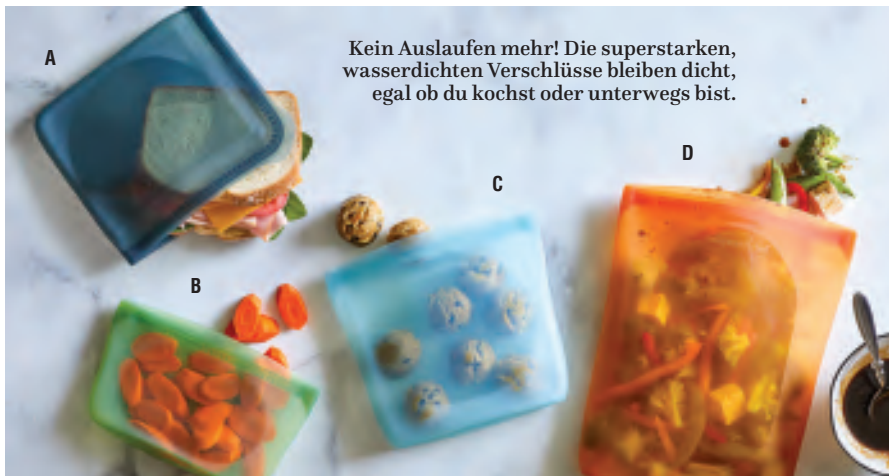 A
Kein Auslaufen mehr! Die superstarken,
wasserdichten Verschlüsse bleiben dicht,
egal ob du kochst oder unterwegs bist.
D
C
B